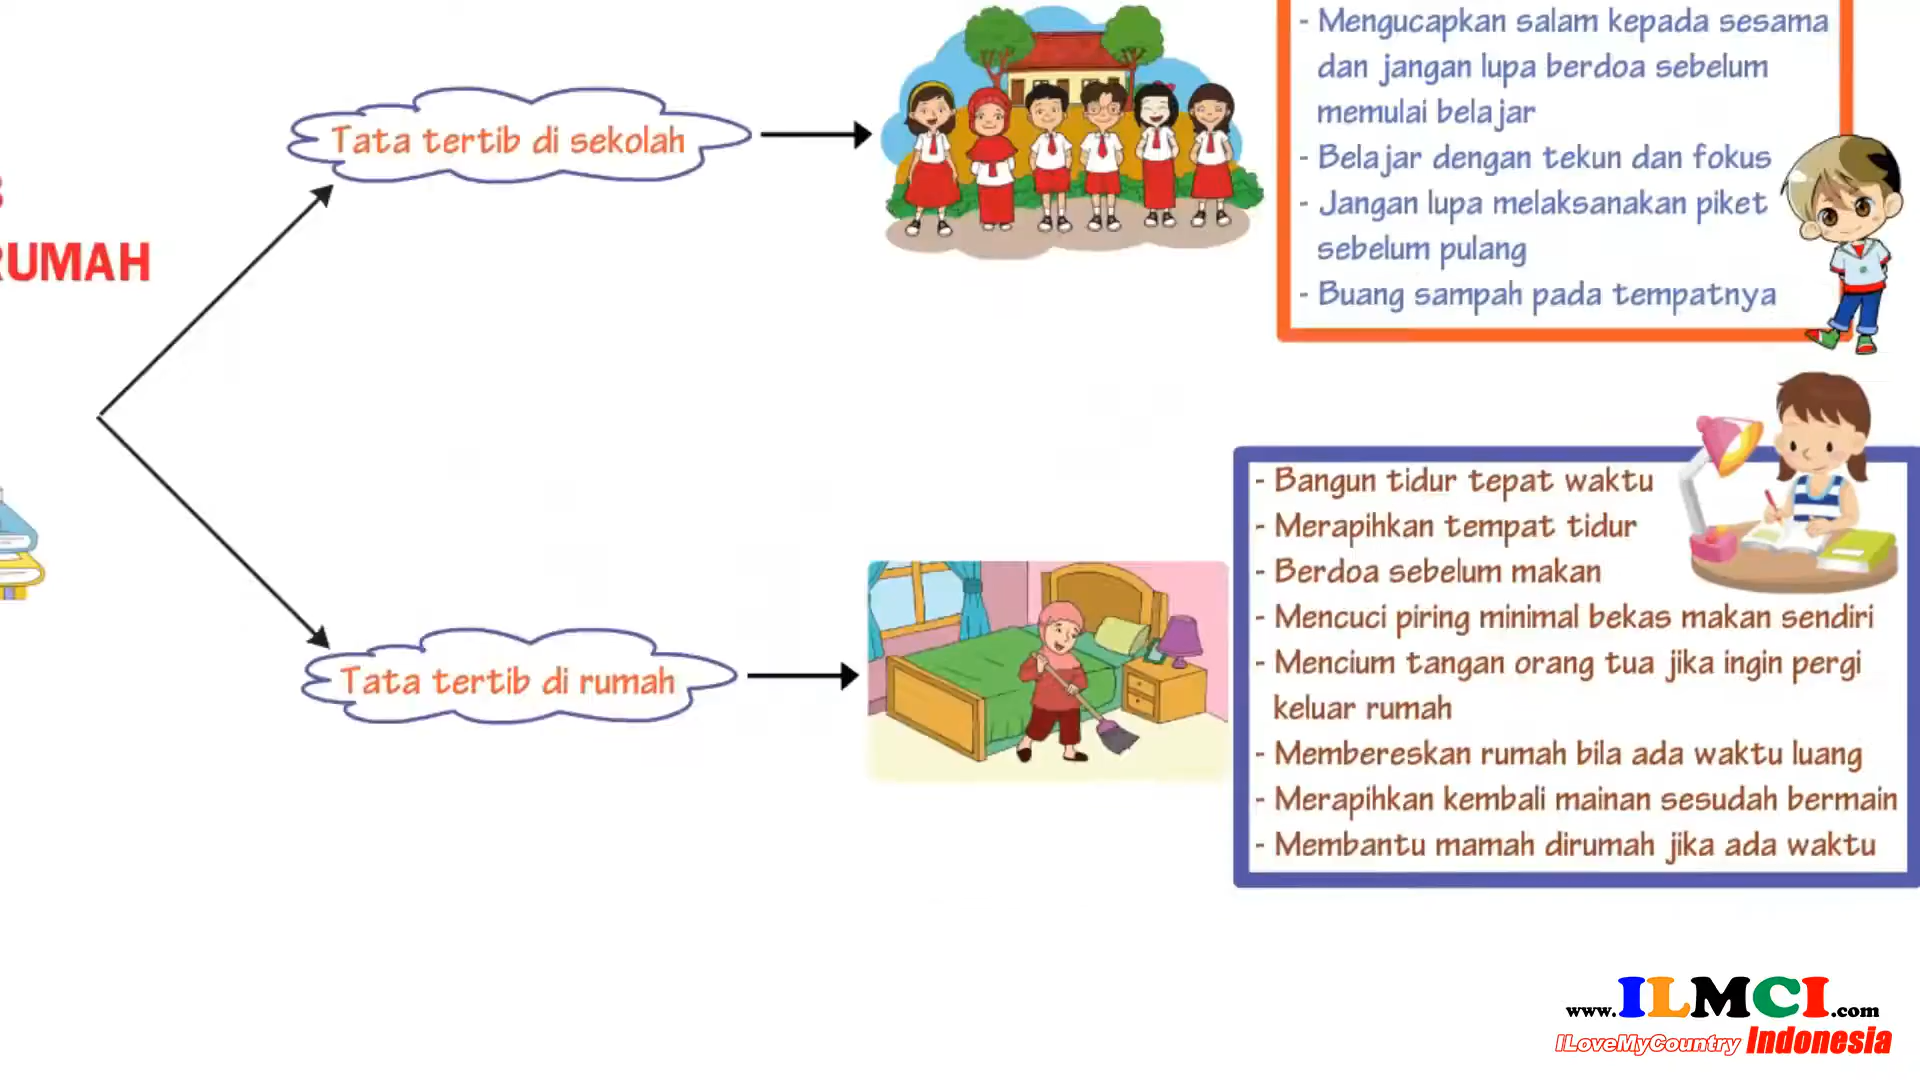 RUMAH
Tata tertib di sekolah
- Mengucapkan salam kepada sesama
dan jangan lupa berdoa sebelum
memulai belajar
- Belajar dengan tekun dan fokus
- Jangan lupa melaksanakan piket
sebelum pulang
- Buang sampah pada tempatnya
Tata tertib di rumah
- Bangun tidur tepat waktu
- Merapihkan tempat tidur
- Berdoa sebelum makan
- Mencuci piring minimal bekas makan sendiri
- Mencium tangan orang tua jika ingin pergi
keluar rumah
- Membereskan rumah bila ada waktu luang
- Merapihkan kembali mainan sesudah bermain
- Membantu mamah dirumah jika ada waktu
www.ILMCI.com
ILoveMyCountry Indonesia